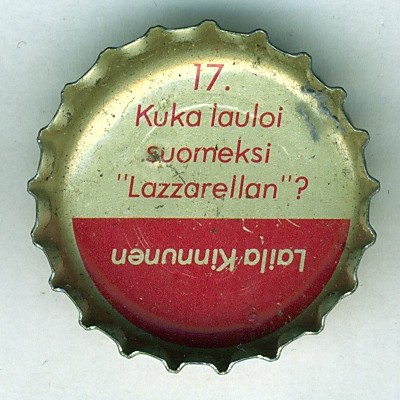 17.
Kuka lauloi
suomeksi
"Lazzarellan"?
Laila Kinnunen